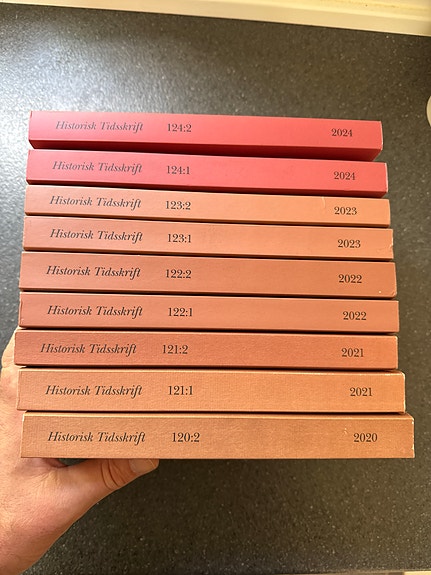 Historisk Tidsskrift 124:2 2024
Historisk Tidsskrift 124:1 2024
Historisk Tidsskrift 123:2 2023
Historisk Tidsskrift 123:1 2023
Historisk Tidsskrift 122:2 2022
Historisk Tidsskrift 122:1 2022
Historisk Tidsskrift 121:2 2021
Historisk Tidsskrift 121:1 2021
Historisk Tidsskrift 120:2 2020